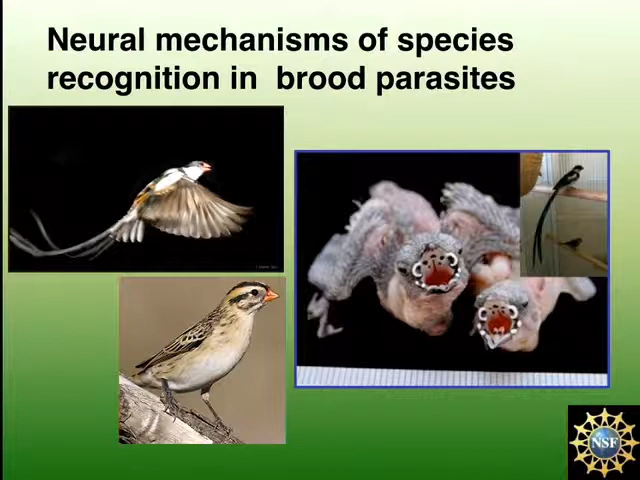 Neural mechanisms of species
recognition in brood parasites
NSF